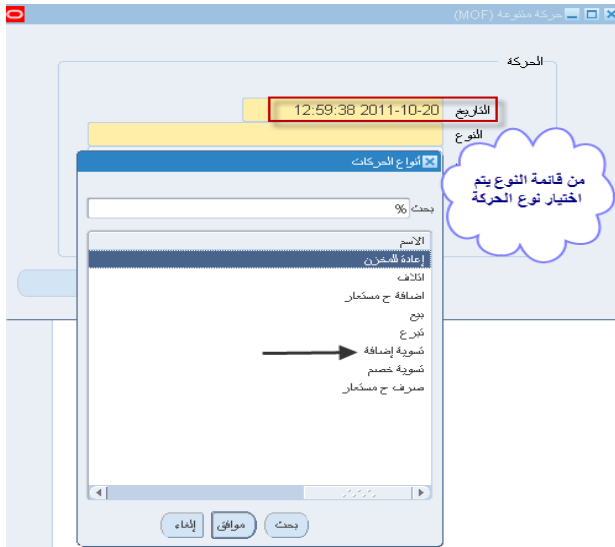 حركة متنوعة (MOF)
الحركة
التاريخ 2011-10-20 12:59:38
النوع
من قائمة النوع يتم
اختيار نوع الحركة
أنواع الحركات
بحث %
الاسم
إعادة للمخزن
اتلاف
اضافة ح مستعار
بيع
تبرع
تسوية إضافة
تسوية خصم
صرف ح مستعار
بحث موافق إلغاء